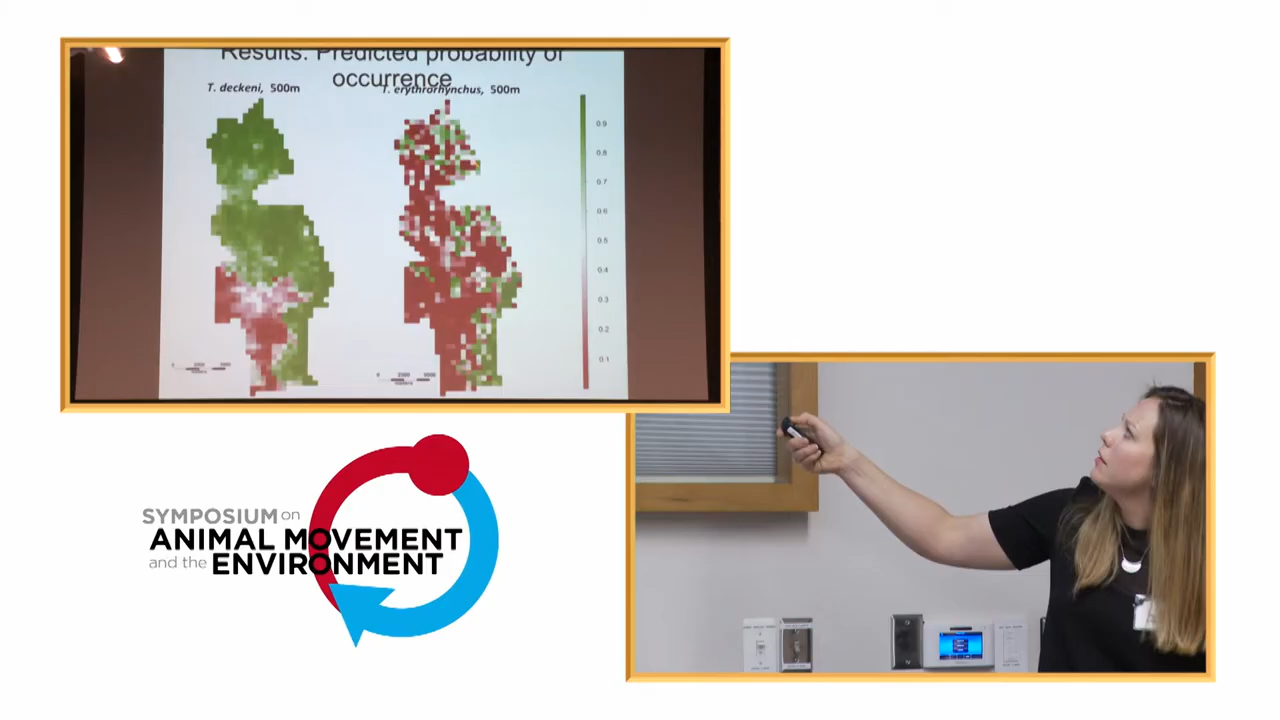 Results: Predicted probability of
occurrence
T. deckeni, 500m
T. erythrorhynchus, 500m
0.9
0.8
0.7
0.6
0.5
0.4
0.3
0.2
0.1
SYMPOSIUM on
ANIMAL MOVEMENT
and the ENVIRONMENT